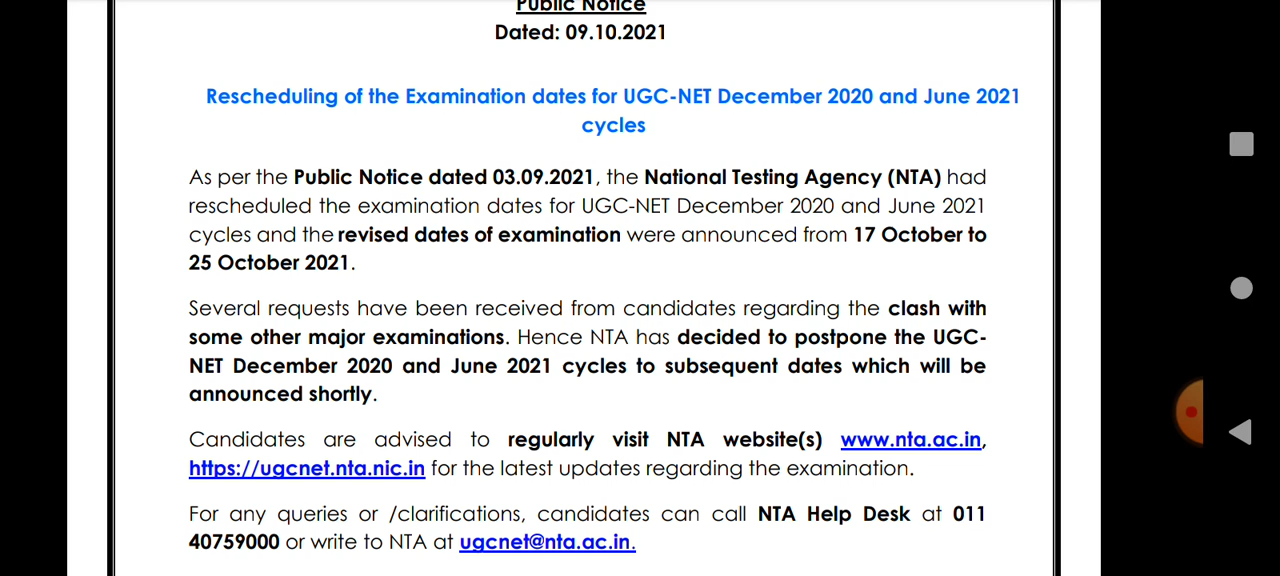 Public Notice
Dated: 09.10.2021
Rescheduling of the Examination dates for UGC-NET December 2020 and June 2021
cycles
As per the Public Notice dated 03.09.2021, the National Testing Agency (NTA) had
rescheduled the examination dates for UGC-NET December 2020 and June 2021
cycles and the revised dates of examination were announced from 17 October to
25 October 2021.
Several requests have been received from candidates regarding the clash with
some other major examinations. Hence NTA has decided to postpone the UGC-
NET December 2020 and June 2021 cycles to subsequent dates which will be
announced shortly.
Candidates are advised to regularly visit NTA website(s) www.nta.ac.in,
https://ugcnet.nta.nic.in for the latest updates regarding the examination.
For any queries or /clarifications, candidates can call NTA Help Desk at 011
40759000 or write to NTA at ugcnet@nta.ac.in.